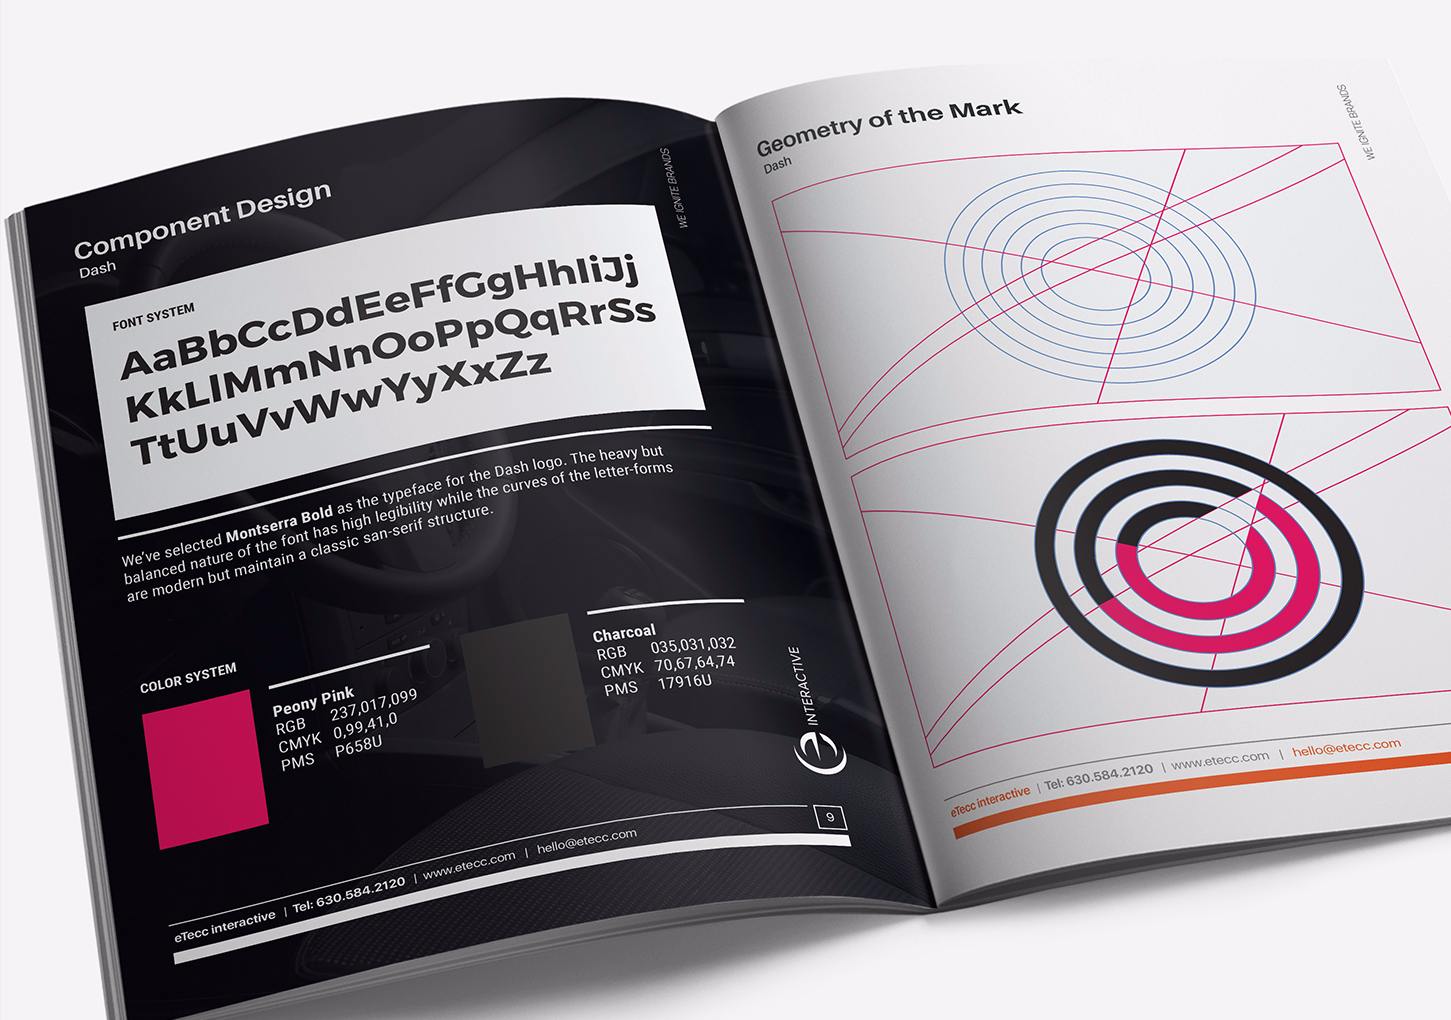 Component Design
Dash
WE IGNITE BRANDS
FONT SYSTEM
AaBbCcDdEeFfGgHhIiJj
KkLlMmNnOoPpQqRrSs
TtUuVvWwYyXxZz
We've selected Montserra Bold as the typeface for the Dash logo. The heavy but
balanced nature of the font has high legibility while the curves of the letter-forms
are modern but maintain a classic san-serif structure.
COLOR SYSTEM
Peony Pink
RGB 237,017,099
CMYK 0,99,41,0
PMS P658U
Charcoal
RGB 035,031,032
CMYK 70,67,64,74
PMS 17916U
e INTERACTIVE
9
eTecc interactive | Tel: 630.584.2120 | www.etecc.com | hello@etecc.com
Geometry of the Mark
Dash
WE IGNITE BRANDS
eTecc interactive | Tel: 630.584.2120 | www.etecc.com | hello@etecc.com